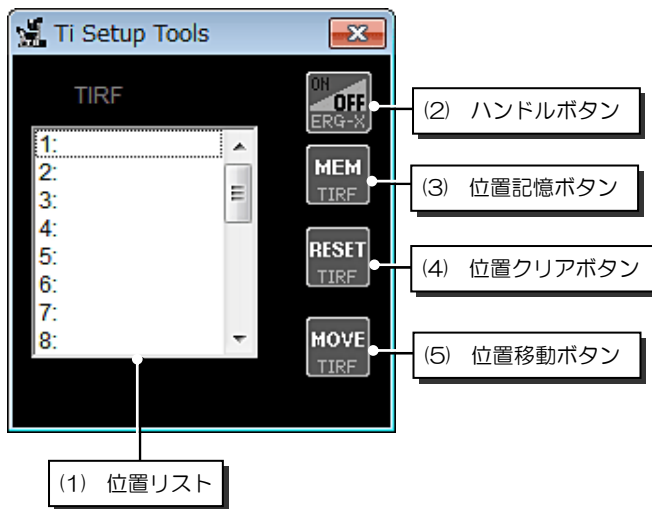 Ti Setup Tools
TIRF
1:
2:
3:
4:
5:
6:
7:
8:
ON
OFF
ERG-X
MEM
TIRF
RESET
TIRF
MOVE
TIRF
(2) ハンドルボタン
(3) 位置記憶ボタン
(4) 位置クリアボタン
(5) 位置移動ボタン
(1) 位置リスト